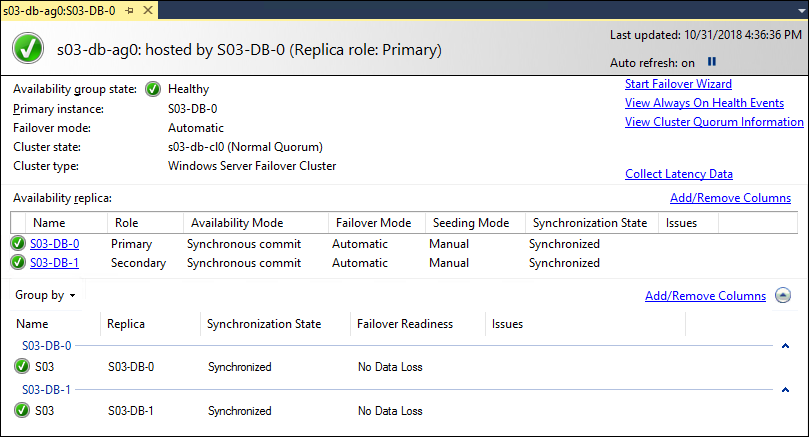 s03-db-ag0:S03-DB-0
s03-db-ag0: hosted by S03-DB-0 (Replica role: Primary)
Last updated: 10/31/2018 4:36:36 PM
Auto refresh: on
Availability group state: Healthy
Primary instance: S03-DB-0
Failover mode: Automatic
Cluster state: s03-db-cl0 (Normal Quorum)
Cluster type: Windows Server Failover Cluster
Start Failover Wizard
View Always On Health Events
View Cluster Quorum Information
Collect Latency Data
Availability replica: Add/Remove Columns
Name Role Availability Mode Failover Mode Seeding Mode Synchronization State Issues
S03-DB-0 Primary Synchronous commit Automatic Manual Synchronized
S03-DB-1 Secondary Synchronous commit Automatic Manual Synchronized
Group by Add/Remove Columns
Name Replica Synchronization State Failover Readiness Issues
S03-DB-0
S03 S03-DB-0 Synchronized No Data Loss
S03-DB-1
S03 S03-DB-1 Synchronized No Data Loss